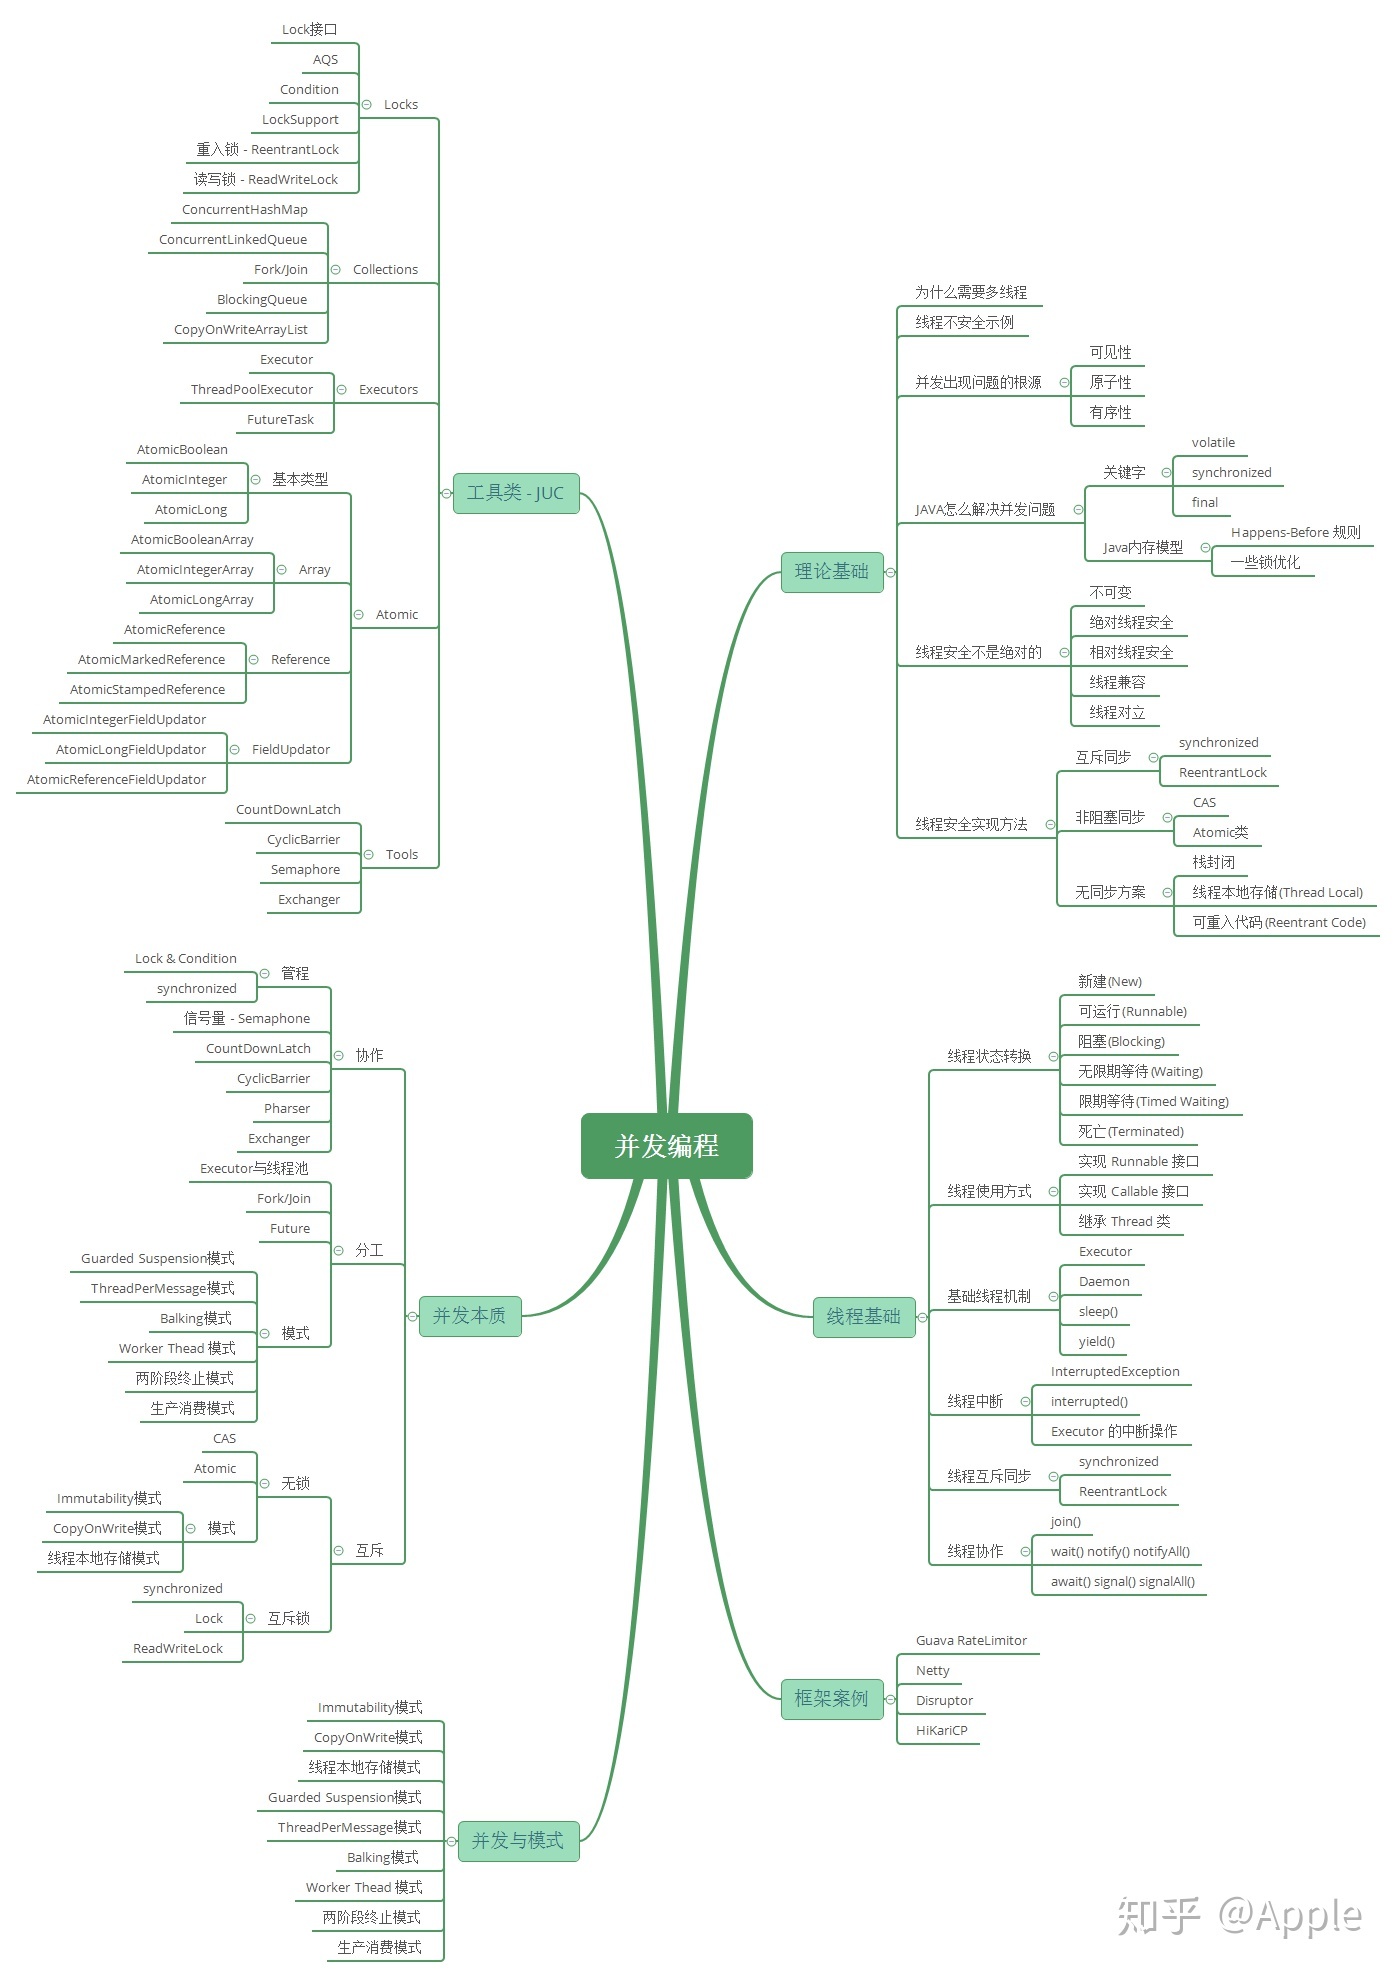 并发编程
理论基础
为什么需要多线程
线程不安全示例
并发出现问题的根源
可见性
原子性
有序性
JAVA怎么解决并发问题
关键字
volatile
synchronized
final
Java内存模型
Happens-Before 规则
一些锁优化
线程安全不是绝对的
不可变
绝对线程安全
相对线程安全
线程兼容
线程对立
线程安全实现方法
互斥同步
synchronized
ReentrantLock
非阻塞同步
CAS
Atomic类
无同步方案
栈封闭
线程本地存储(Thread Local)
可重入代码(Reentrant Code)
线程基础
线程状态转换
新建(New)
可运行(Runnable)
阻塞(Blocking)
无限期等待(Waiting)
限期等待(Timed Waiting)
死亡(Terminated)
线程使用方式
实现 Runnable 接口
实现 Callable 接口
继承 Thread 类
基础线程机制
Executor
Daemon
sleep()
yield()
线程中断
InterruptedException
interrupted()
Executor 的中断操作
线程互斥同步
synchronized
ReentrantLock
线程协作
join()
wait() notify() notifyAll()
await() signal() signalAll()
框架案例
Guava RateLimitor
Netty
Disruptor
HiKariCP
工具类 - JUC
Locks
Lock接口
AQS
Condition
LockSupport
重入锁 - ReentrantLock
读写锁 - ReadWriteLock
Collections
ConcurrentHashMap
ConcurrentLinkedQueue
Fork/Join
BlockingQueue
CopyOnWriteArrayList
Executors
Executor
ThreadPoolExecutor
FutureTask
Atomic
基本类型
AtomicBoolean
AtomicInteger
AtomicLong
Array
AtomicBooleanArray
AtomicIntegerArray
AtomicLongArray
Reference
AtomicReference
AtomicMarkedReference
AtomicStampedReference
FieldUpdator
AtomicIntegerFieldUpdator
AtomicLongFieldUpdator
AtomicReferenceFieldUpdator
Tools
CountDownLatch
CyclicBarrier
Semaphore
Exchanger
并发本质
协作
管程
Lock & Condition
synchronized
信号量 - Semaphone
CountDownLatch
CyclicBarrier
Pharser
Exchanger
分工
Executor与线程池
Fork/Join
Future
模式
Guarded Suspension模式
ThreadPerMessage模式
Balking模式
Worker Thead 模式
两阶段终止模式
生产消费模式
互斥
无锁
CAS
Atomic
模式
Immutability模式
CopyOnWrite模式
线程本地存储模式
互斥锁
synchronized
Lock
ReadWriteLock
并发与模式
Immutability模式
CopyOnWrite模式
线程本地存储模式
Guarded Suspension模式
ThreadPerMessage模式
Balking模式
Worker Thead 模式
两阶段终止模式
生产消费模式
知乎 @Apple